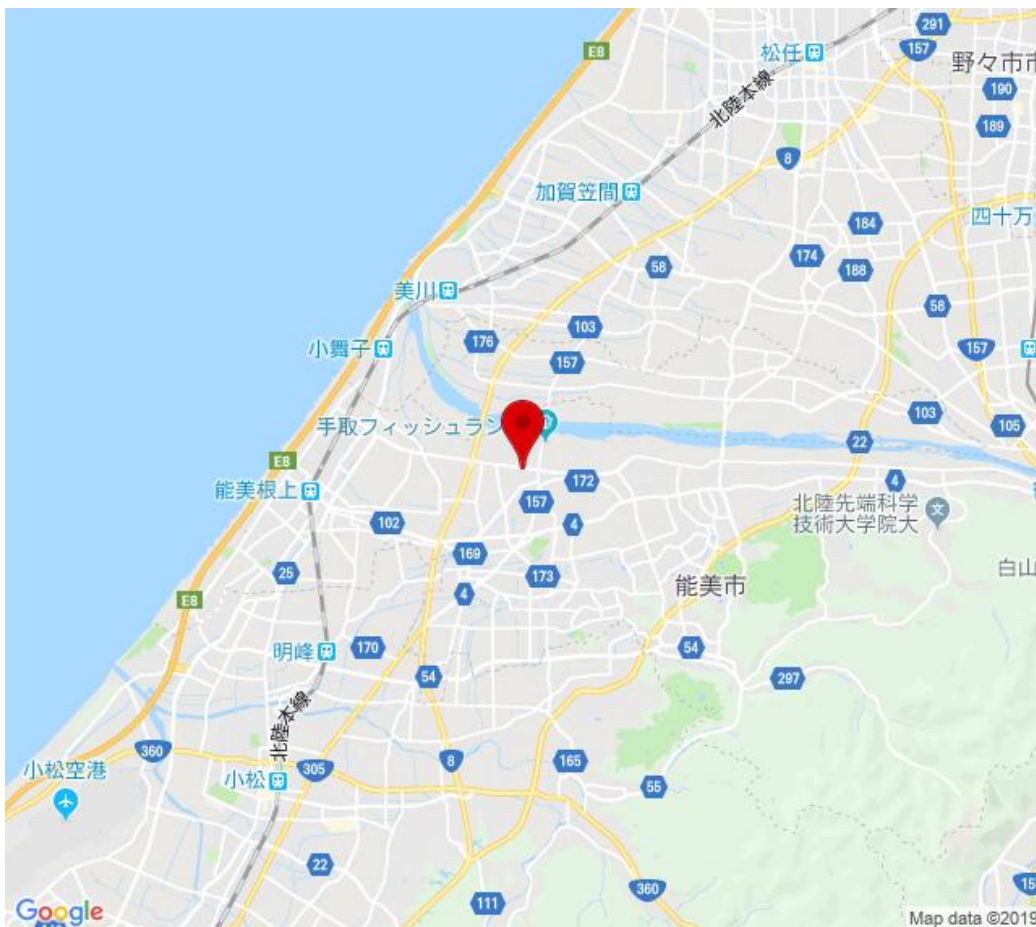 291
E8
松任
157
野々市市
190
北陸本線
189
8
加賀笠間
184
四十万
174
188
58
美川
58
103
176
小舞子
157
157
手取フィッシュラン
103
105
22
E8
172
4
能美根上
157
北陸先端科学
技術大学院大
102
4
169
173
25
能美市
白山
4
E8
明峰
170
54
54
297
北陸本線
360
8
165
小松空港
小松
305
55
22
360
15
111
Google
Map data ©2019